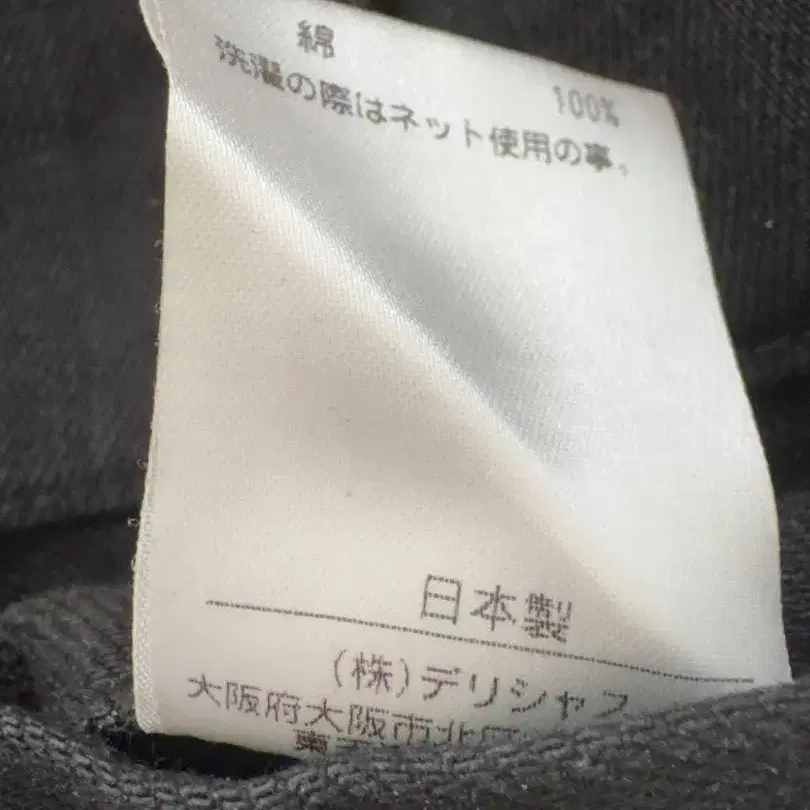 綿 100%
洗濯の際はネット使用の事。
日本製
(株)デリシャス
大阪府大阪市北区